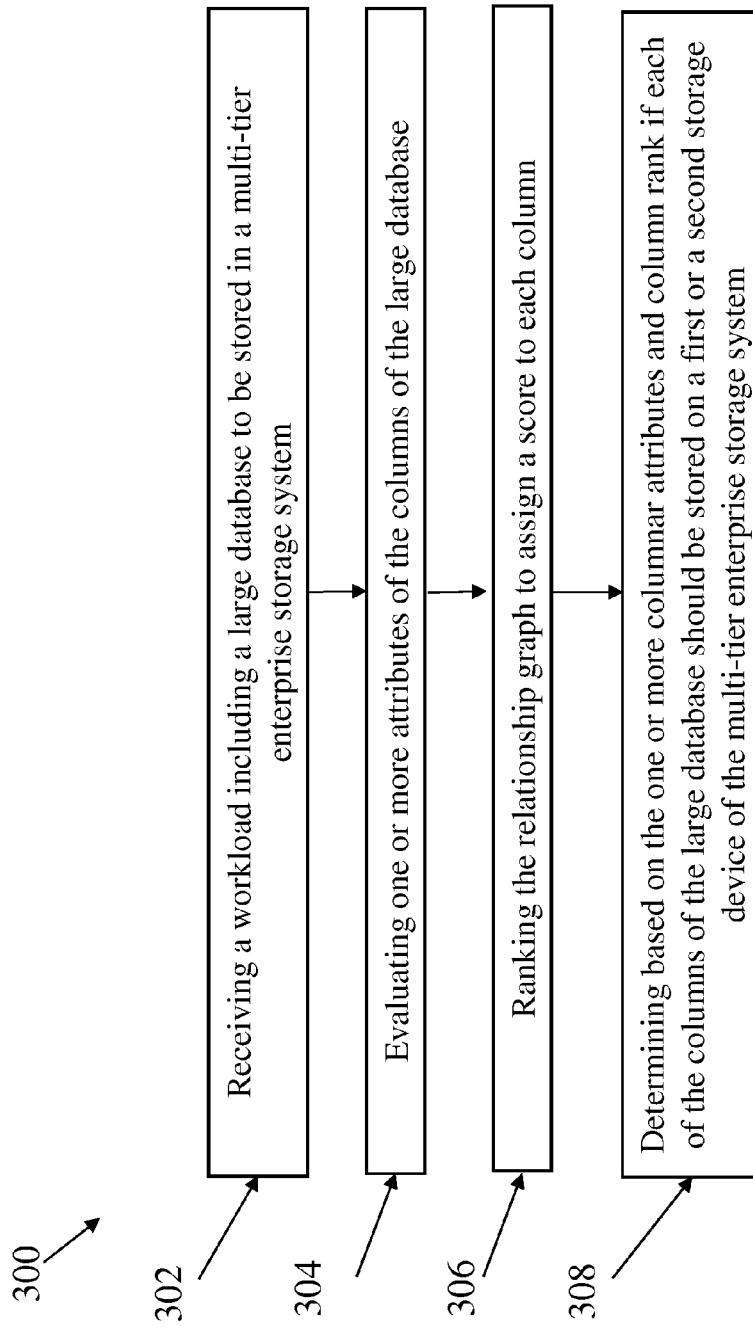 300
302
Receiving a workload including a large database to be stored in a multi-tier
enterprise storage system
304
Evaluating one or more attributes of the columns of the large database
306
Ranking the relationship graph to assign a score to each column
308
Determining based on the one or more columnar attributes and column rank if each
of the columns of the large database should be stored on a first or a second storage
device of the multi-tier enterprise storage system